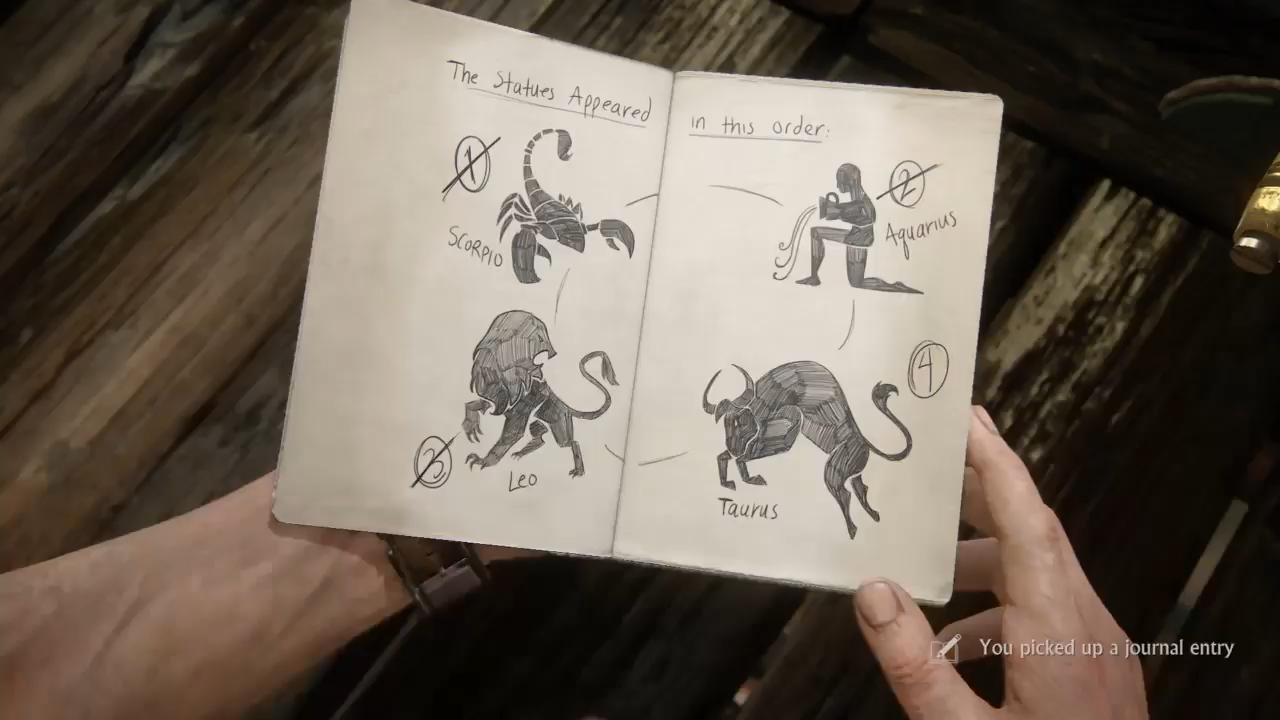 The Statues Appeared
in this order:
1
2
SCORPIO
Aquarius
3
4
Leo
Taurus
You picked up a journal entry